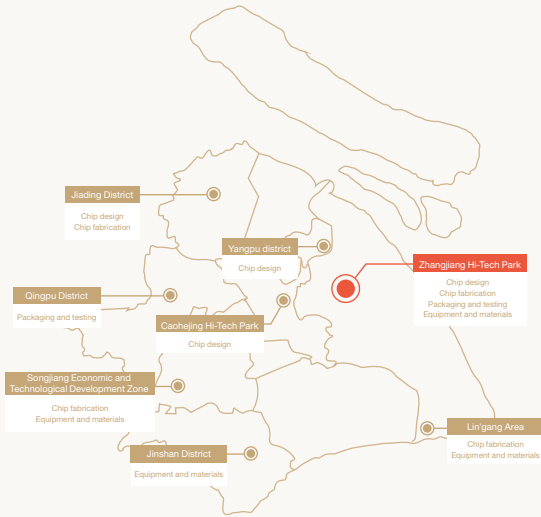 Jiading District
Chip design
Chip fabrication
Yangpu district
Chip design
Zhangjiang Hi-Tech Park
Chip design
Chip fabrication
Packaging and testing
Equipment and materials
Qingpu District
Packaging and testing
Caohejing Hi-Tech Park
Chip design
Songjiang Economic and
Technological Development Zone
Chip fabrication
Equipment and materials
Lin'gang Area
Chip fabrication
Equipment and materials
Jinshan District
Equipment and materials